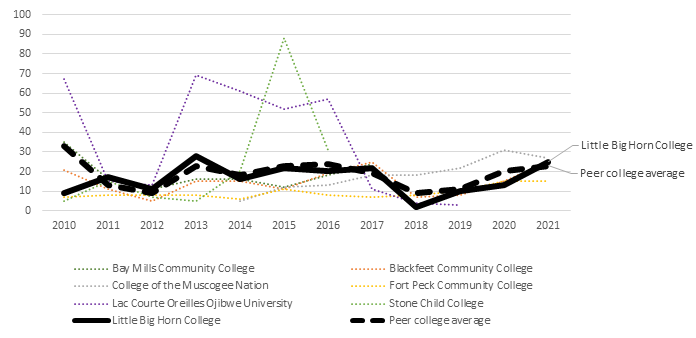 100
90
80
70
60
50
40
30
20
10
0
Little Big Horn College
Peer college average
2010 2011 2012 2013 2014 2015 2016 2017 2018 2019 2020 2021
Bay Mills Community College Blackfeet Community College
College of the Muscogee Nation Fort Peck Community College
Lac Courte Oreilles Ojibwe University Stone Child College
Little Big Horn College Peer college average